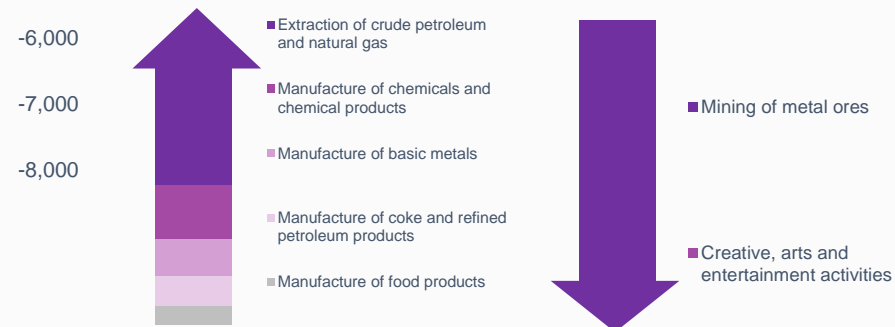 -6,000
-7,000
-8,000
Extraction of crude petroleum
and natural gas
Manufacture of chemicals and
chemical products
Manufacture of basic metals
Manufacture of coke and refined
petroleum products
Manufacture of food products
Mining of metal ores
Creative, arts and
entertainment activities